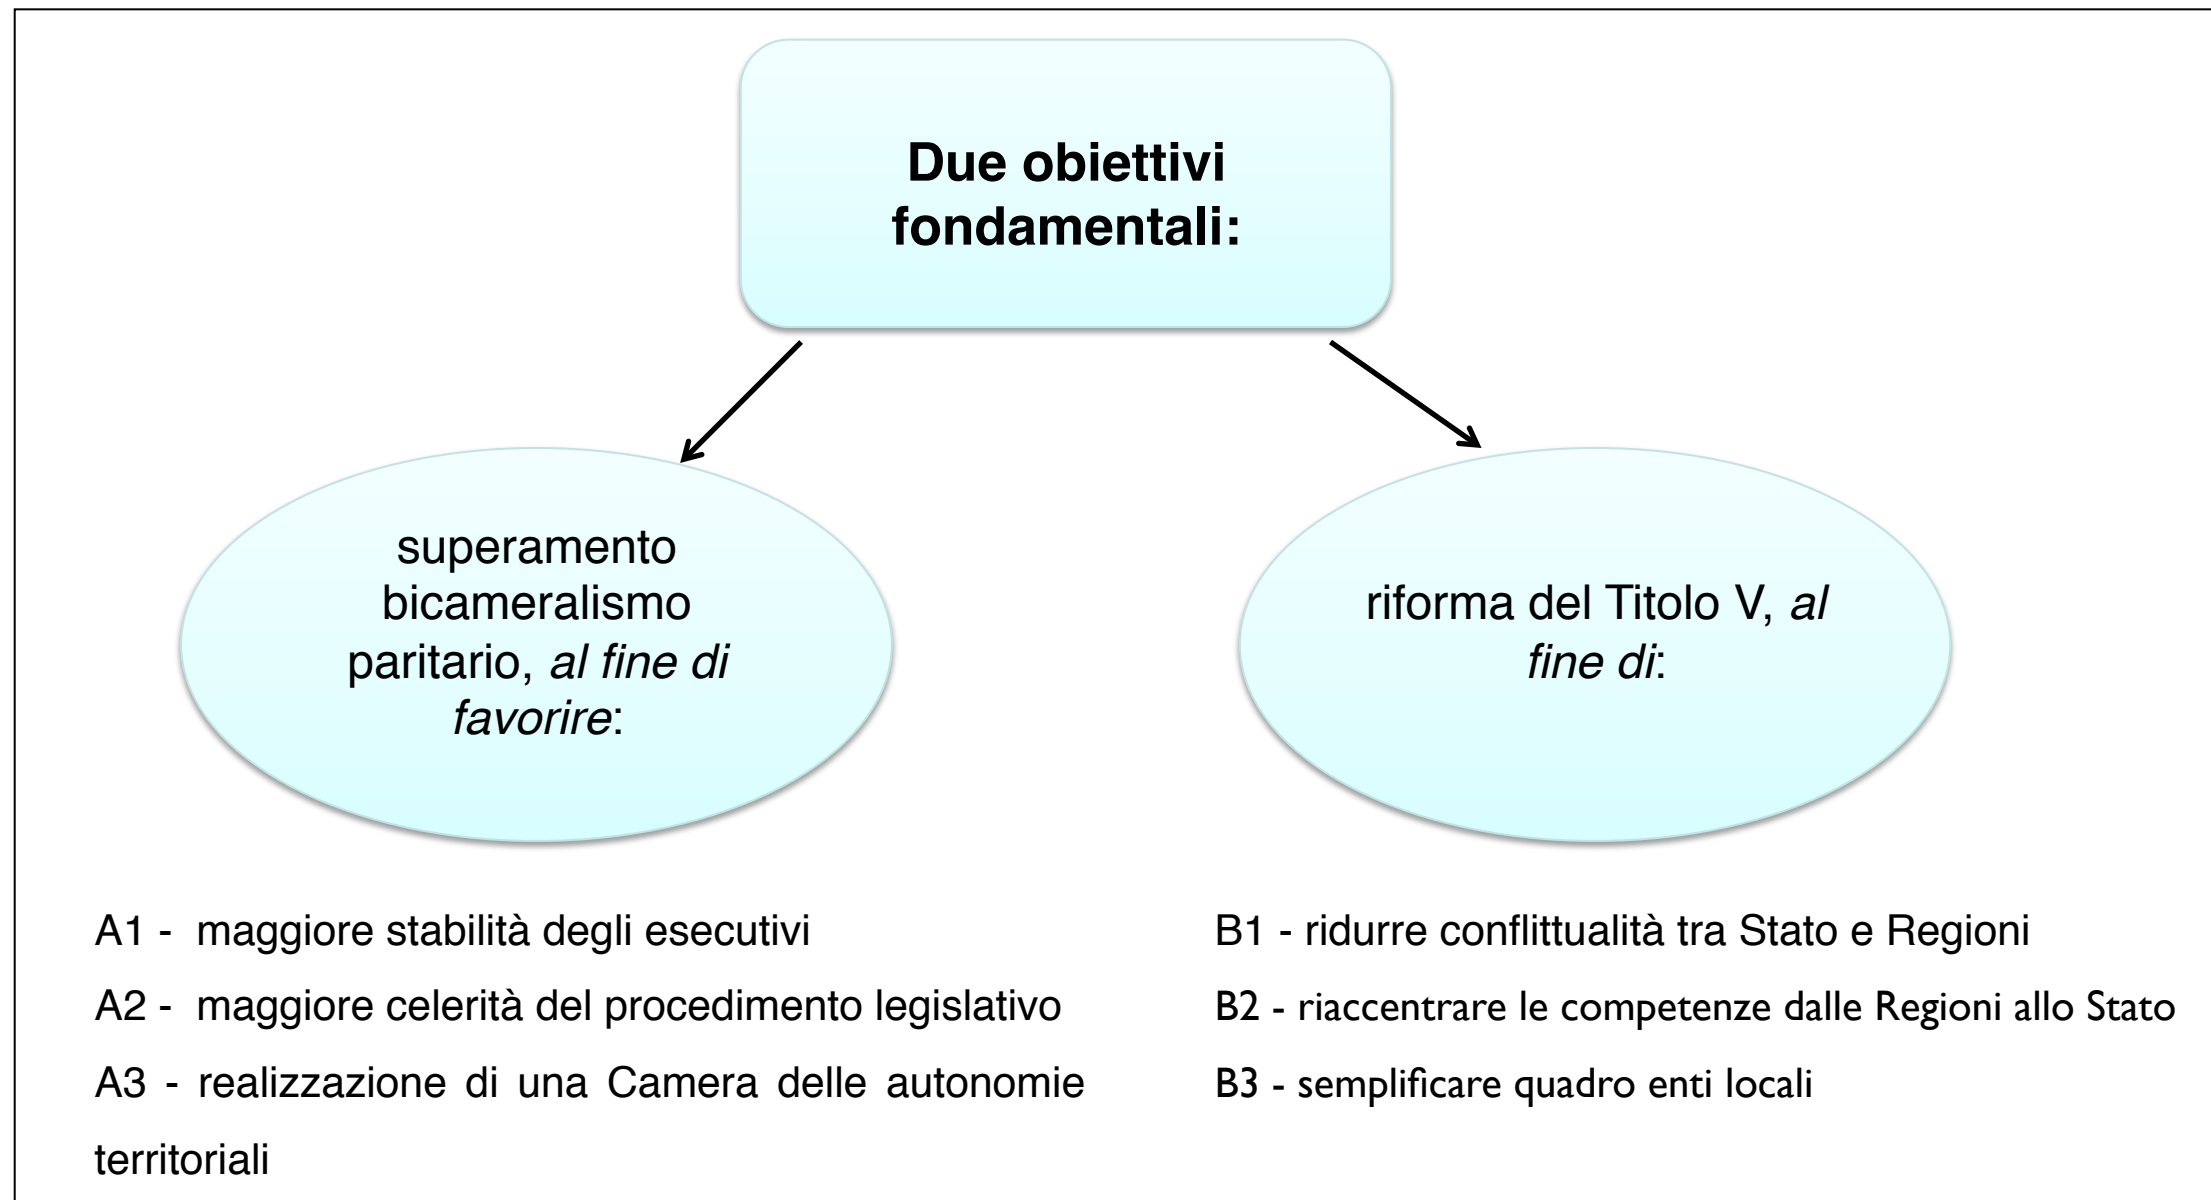 Due obiettivi
fondamentali:
superamento
bicameralismo
paritario, al fine di
favorire:
riforma del Titolo V, al
fine di:
A1 - maggiore stabilità degli esecutivi
A2 - maggiore celerità del procedimento legislativo
A3 - realizzazione di una Camera delle autonomie
territoriali
B1 - ridurre conflittualità tra Stato e Regioni
B2 - riaccentrare le competenze dalle Regioni allo Stato
B3 - semplificare quadro enti locali